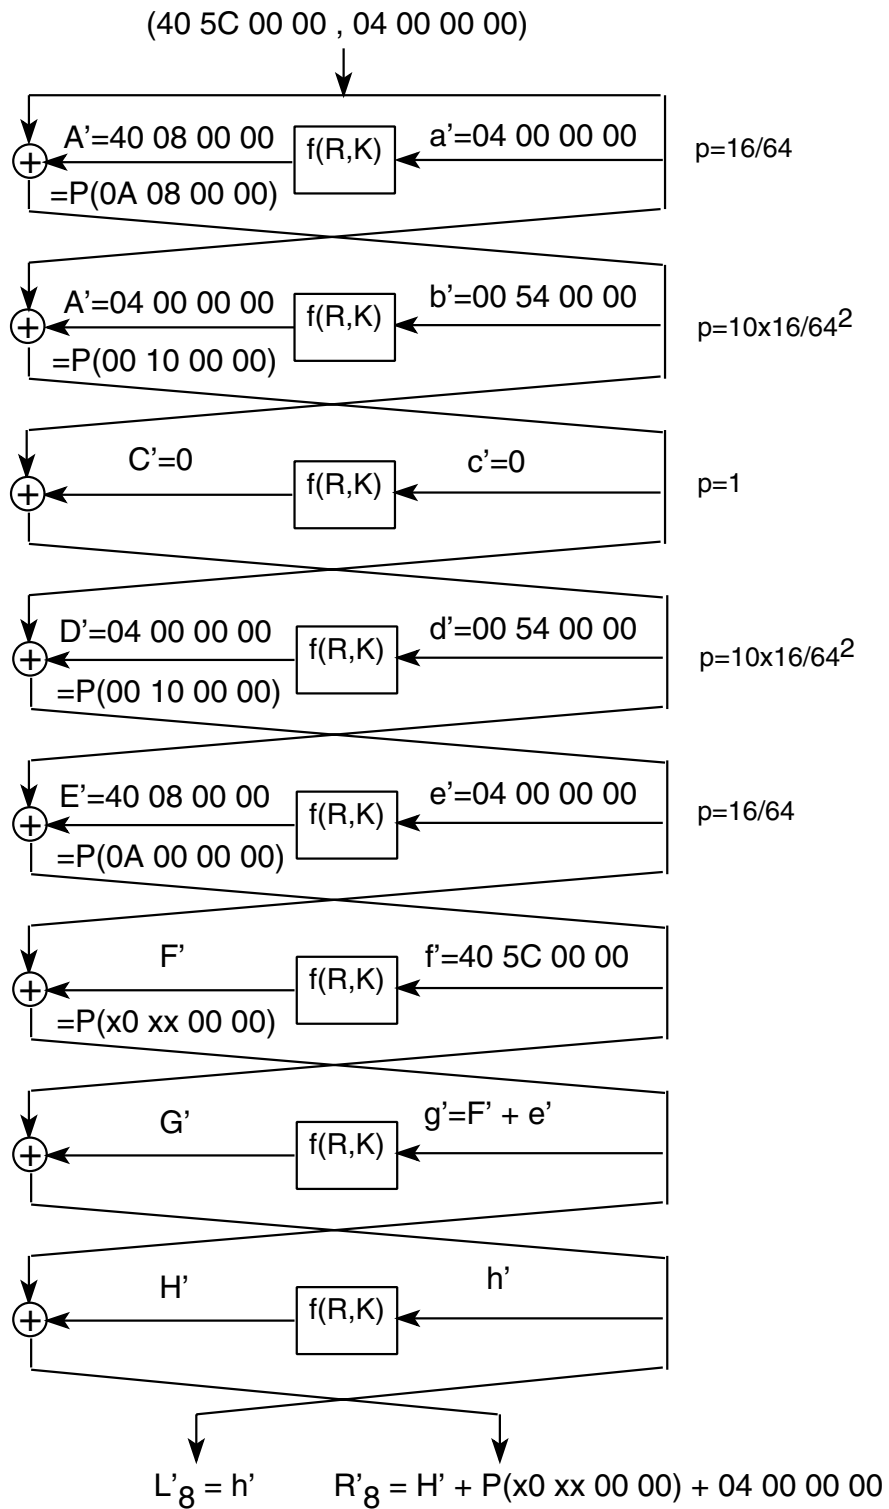 (40 5C 00 00 , 04 00 00 00)
A’=40 08 00 00
f(R,K)
a’=04 00 00 00
p=16/64
=P(0A 08 00 00)
A’=04 00 00 00
f(R,K)
b’=00 54 00 00
p=10x16/64²
=P(00 10 00 00)
C’=0
f(R,K)
c’=0
p=1
D’=04 00 00 00
f(R,K)
d’=00 54 00 00
p=10x16/64²
=P(00 10 00 00)
E’=40 08 00 00
f(R,K)
e’=04 00 00 00
p=16/64
=P(0A 00 00 00)
F’
f(R,K)
f’=40 5C 00 00
=P(x0 xx 00 00)
G’
f(R,K)
g’=F’ + e’
H’
f(R,K)
h’
L’8 = h’
R’8 = H’ + P(x0 xx 00 00) + 04 00 00 00